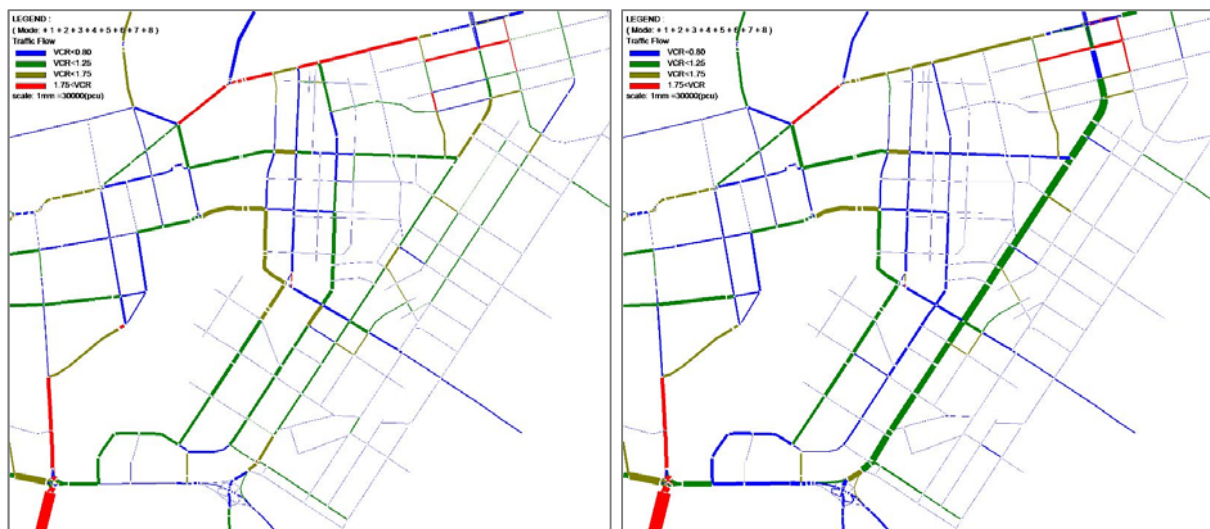 LEGEND :
( Mode: + 1 + 2 + 3 + 4 + 5 + 6 + 7 + 8 )
Traffic Flow
VCR<0.80
VCR<1.25
VCR<1.75
1.75<VCR
scale: 1mm =30000(pcu)
LEGEND :
( Mode: + 1 + 2 + 3 + 4 + 5 + 6 + 7 + 8 )
Traffic Flow
VCR<0.80
VCR<1.25
VCR<1.75
1.75<VCR
scale: 1mm =30000(pcu)